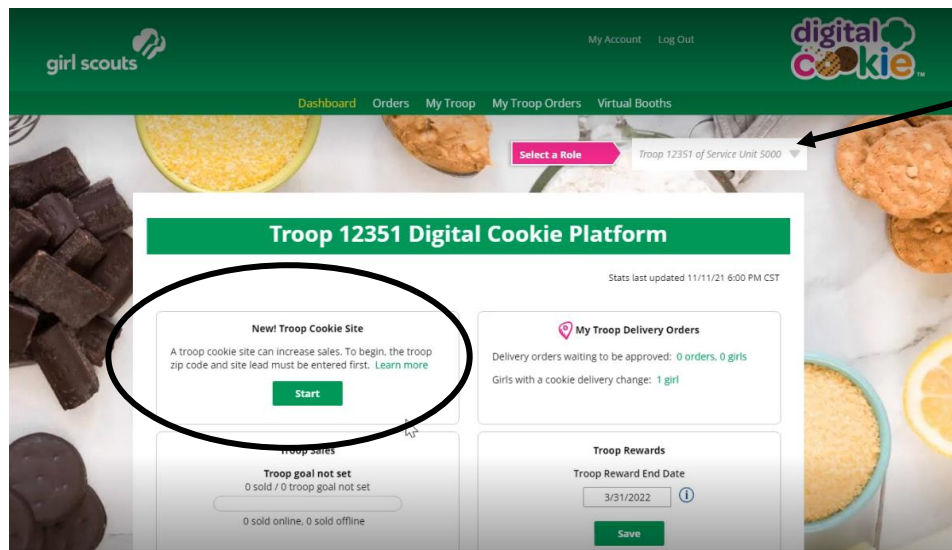 girl scouts
My Account Log Out
digital cookie™
Dashboard Orders My Troop My Troop Orders Virtual Booths
Select a Role
Troop 12351 of Service Unit 5000
Troop 12351 Digital Cookie Platform
Stats last updated 11/11/21 6:00 PM CST
New! Troop Cookie Site
A troop cookie site can increase sales. To begin, the troop
zip code and site lead must be entered first. Learn more
Start
My Troop Delivery Orders
Delivery orders waiting to be approved: 0 orders, 0 girls
Girls with a cookie delivery change: 1 girl
Troop Sales
Troop goal not set
0 sold / 0 troop goal not set
0 sold online, 0 sold offline
Troop Rewards
Troop Reward End Date
3/31/2022
Save